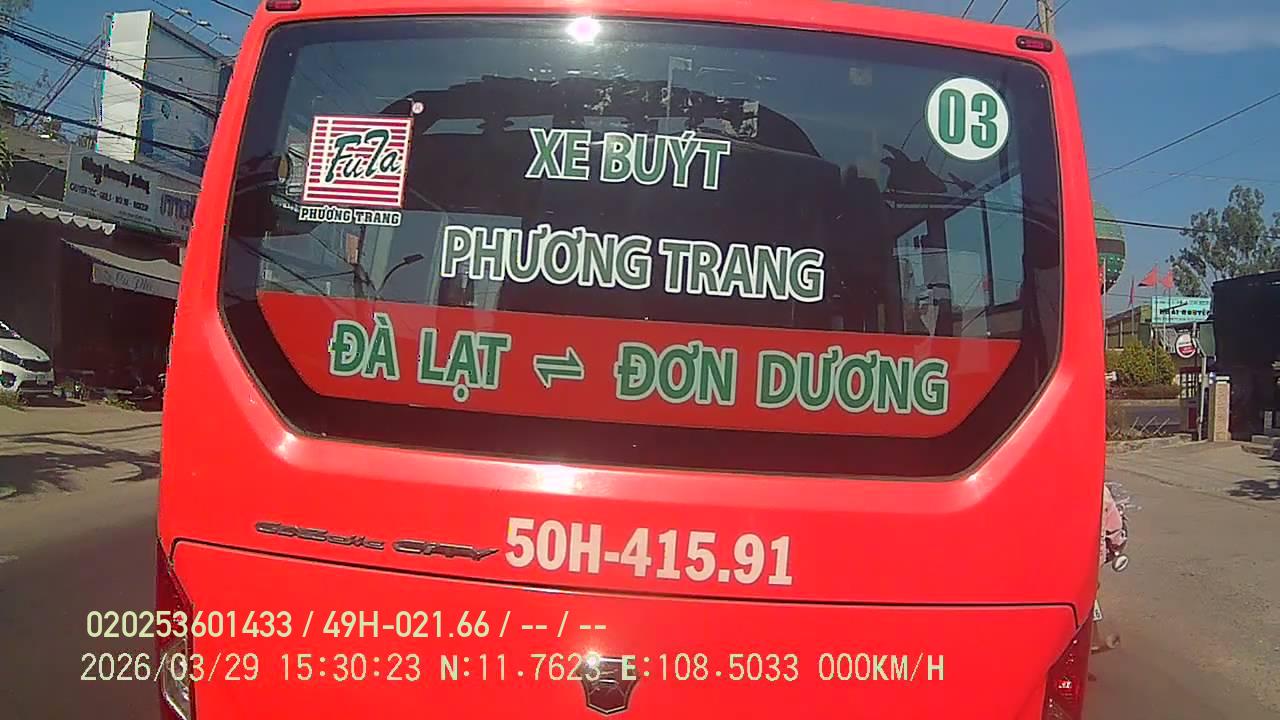 03
FuTa
PHƯƠNG TRANG
XE BUÝT
PHƯƠNG TRANG
ĐÀ LẠT ⇌ ĐƠN DƯƠNG
CITY
50H-415.91
020253601433 / 49H-021.66 / -- / --
2026/03/29 15:30:23 N:11.7623 E:108.5033 000KM/H